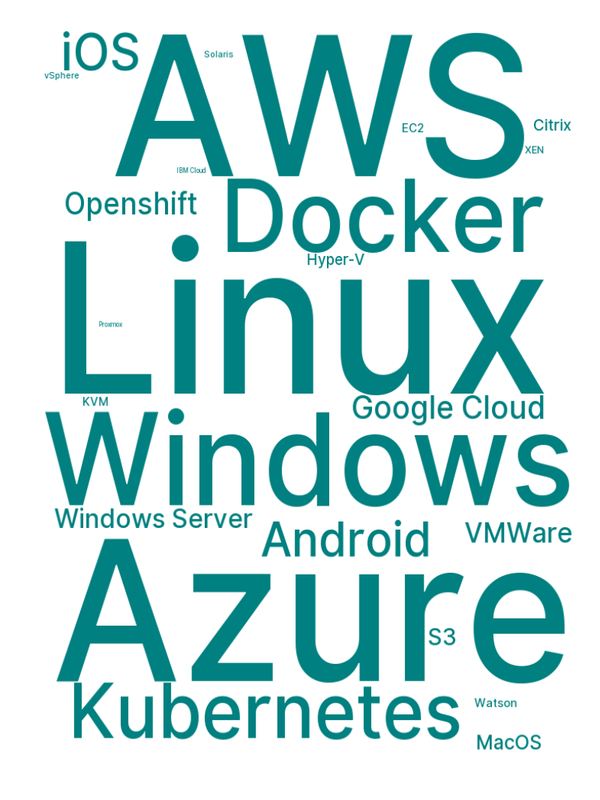 iOS
AWS
Solaris
vSphere
EC2
Citrix
XEN
IBM Cloud
Openshift
Docker
Hyper-V
Linux
Proxmox
KVM
Google Cloud
Windows
Windows Server
Android
VMWare
Azure
S3
Kubernetes
Watson
MacOS